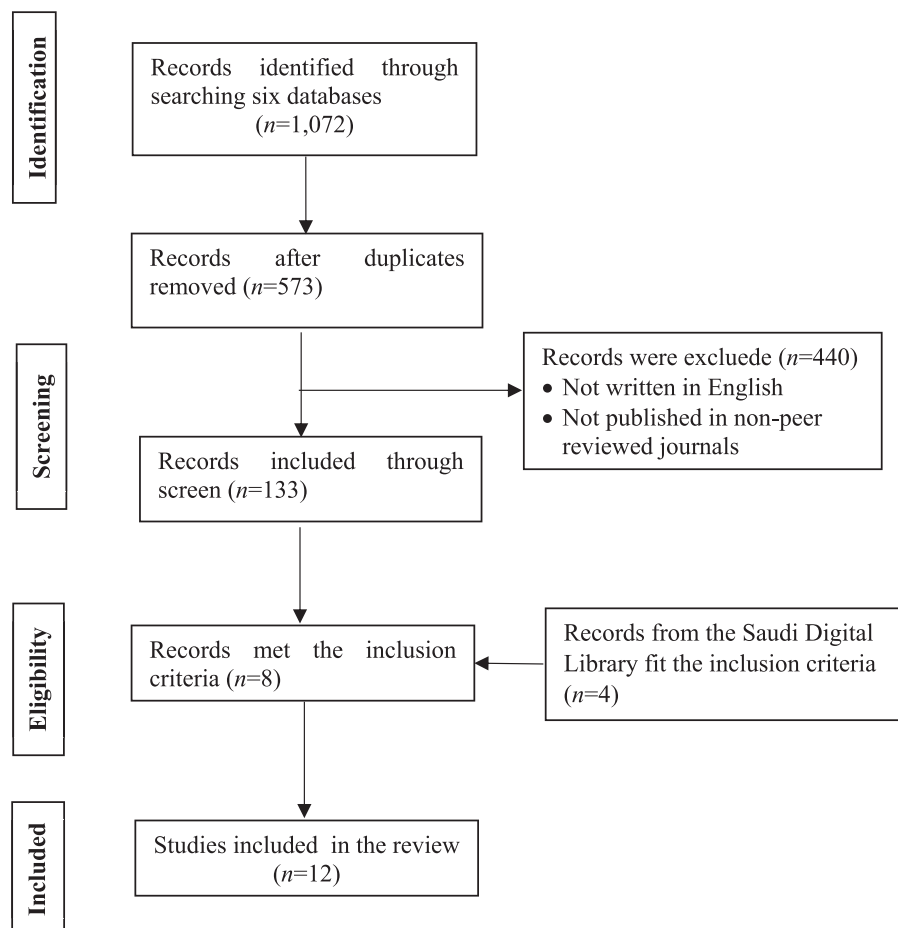 Identification
Records identified through
searching six databases
(n=1,072)
Records after duplicates
removed (n=573)
Screening
Records were excluede (n=440)
• Not written in English
• Not published in non-peer
reviewed journals
Records included through
screen (n=133)
Eligibility
Records met the inclusion
criteria (n=8)
Records from the Saudi Digital
Library fit the inclusion criteria
(n=4)
Included
Studies included in the review
(n=12)